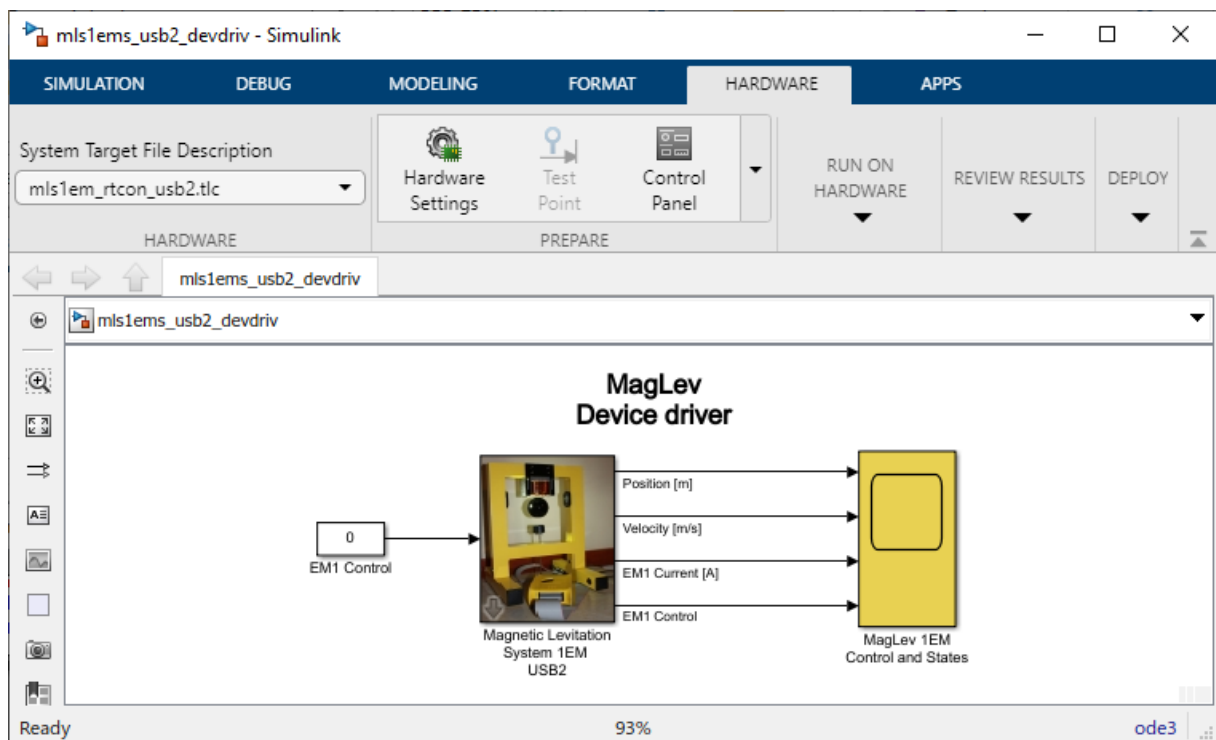 mls1ems_usb2_devdriv - Simulink
SIMULATION
DEBUG
MODELING
FORMAT
HARDWARE
APPS
System Target File Description
mls1em_rtcon_usb2.tlc
HARDWARE
Hardware
Settings
Test
Point
Control
Panel
PREPARE
RUN ON
HARDWARE
REVIEW RESULTS
DEPLOY
mls1ems_usb2_devdriv
mls1ems_usb2_devdriv
MagLev
Device driver
0
EM1 Control
Position [m]
Velocity [m/s]
EM1 Current [A]
EM1 Control
Magnetic Levitation
System 1EM
USB2
MagLev 1EM
Control and States
Ready
93%
ode3